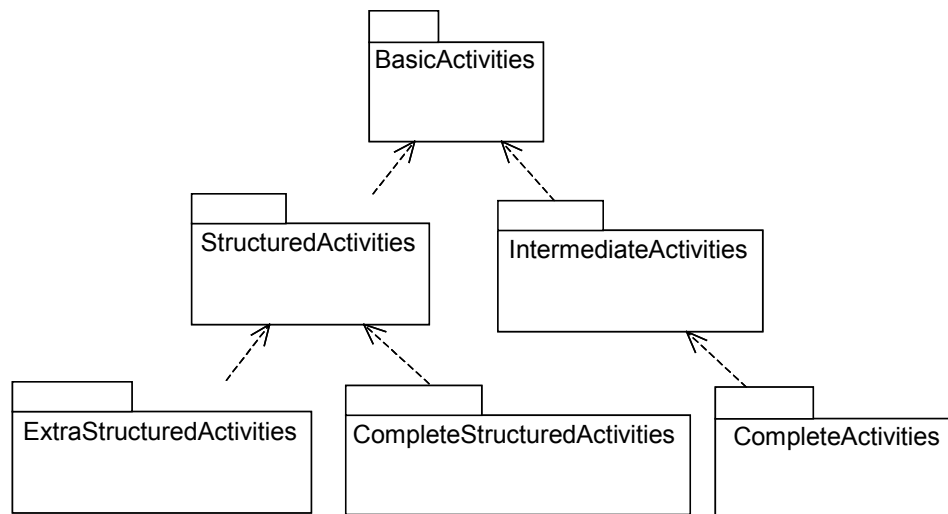 BasicActivities
StructuredActivities
IntermediateActivities
ExtraStructuredActivities
CompleteStructuredActivities
CompleteActivities